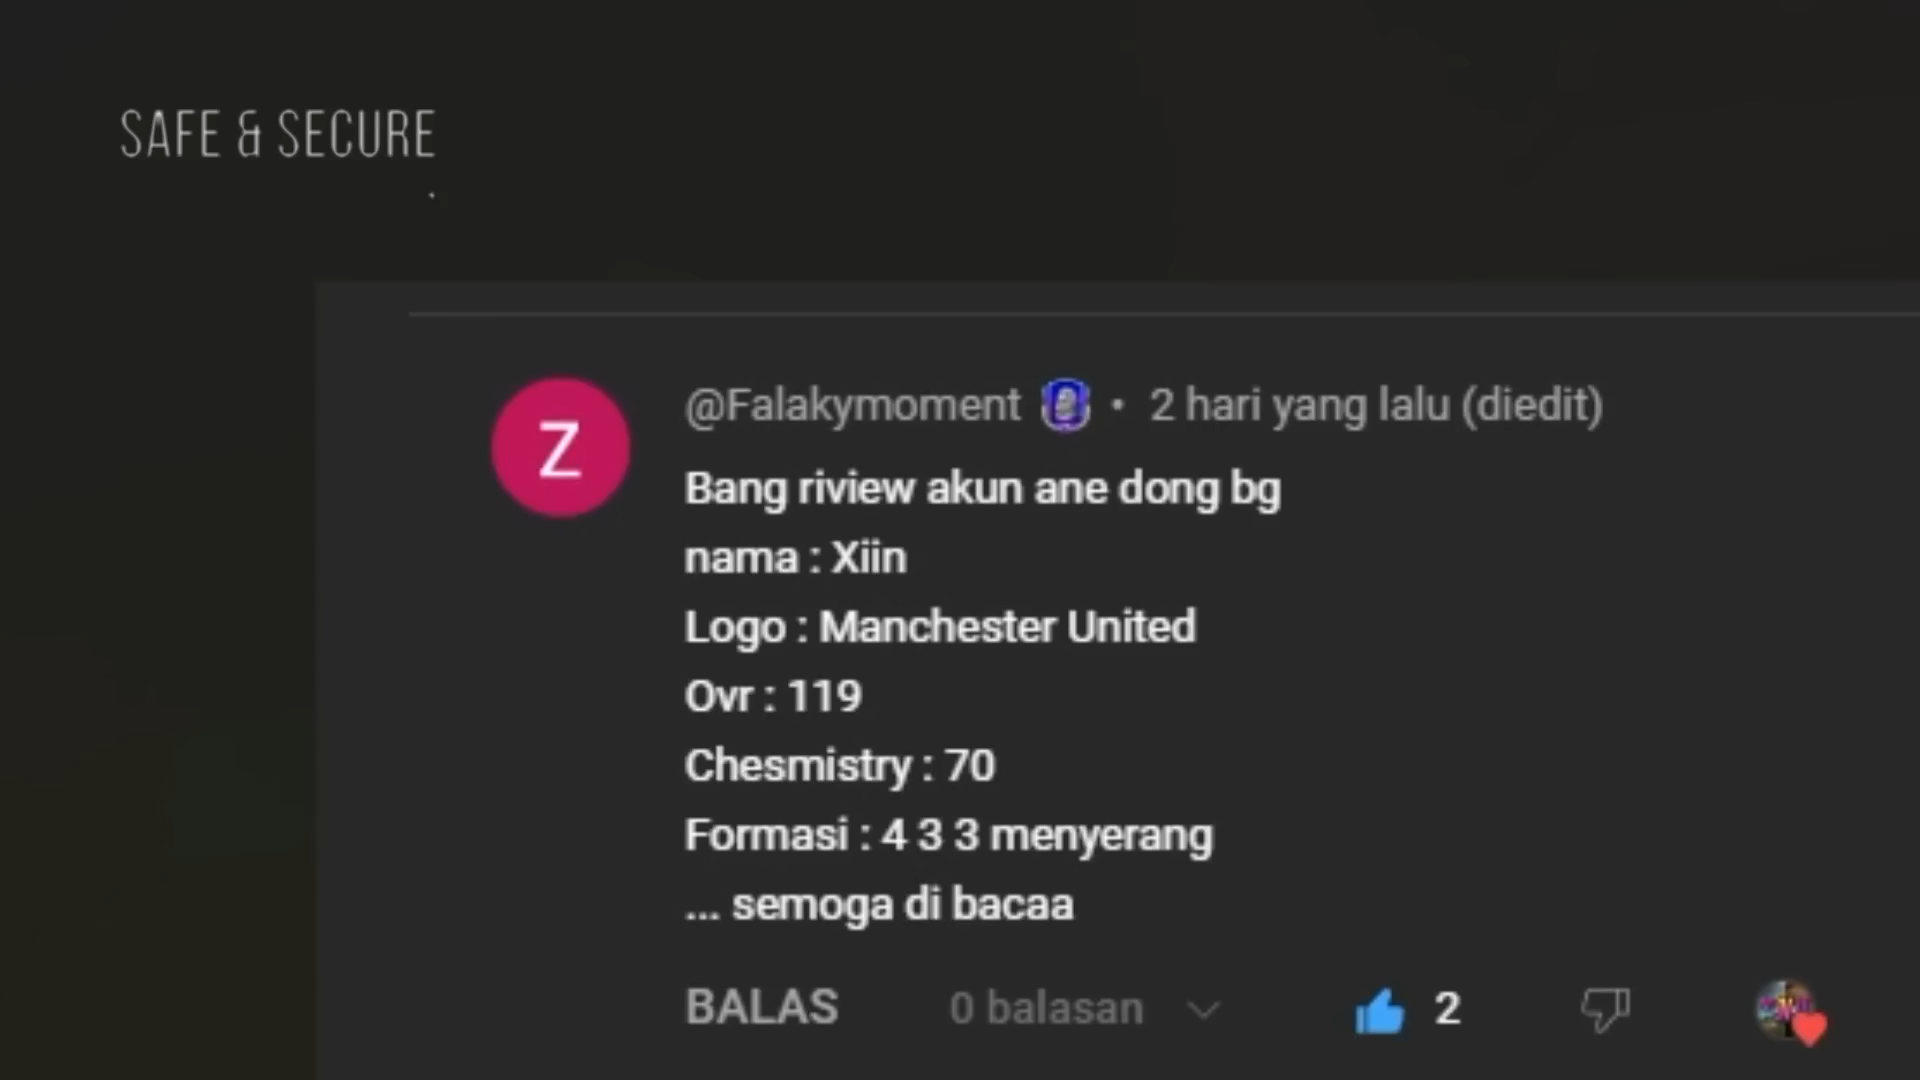 SAFE & SECURE
Z
@Falakymoment • 2 hari yang lalu (diedit)
Bang riview akun ane dong bg
nama : Xiin
Logo : Manchester United
Ovr : 119
Chesmistry : 70
Formasi : 4 3 3 menyerang
... semoga di bacaa
BALAS 0 balasan 2